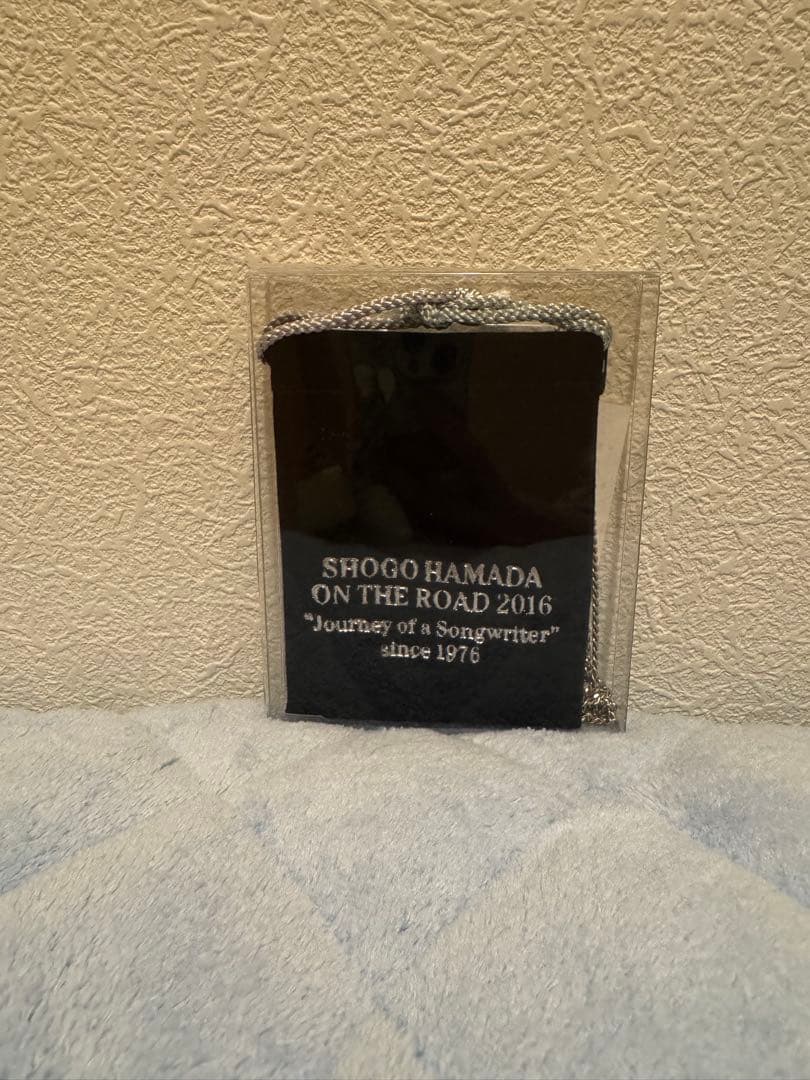 SHOGO HAMADA
ON THE ROAD 2016
"Journey of a Songwriter"
since 1976